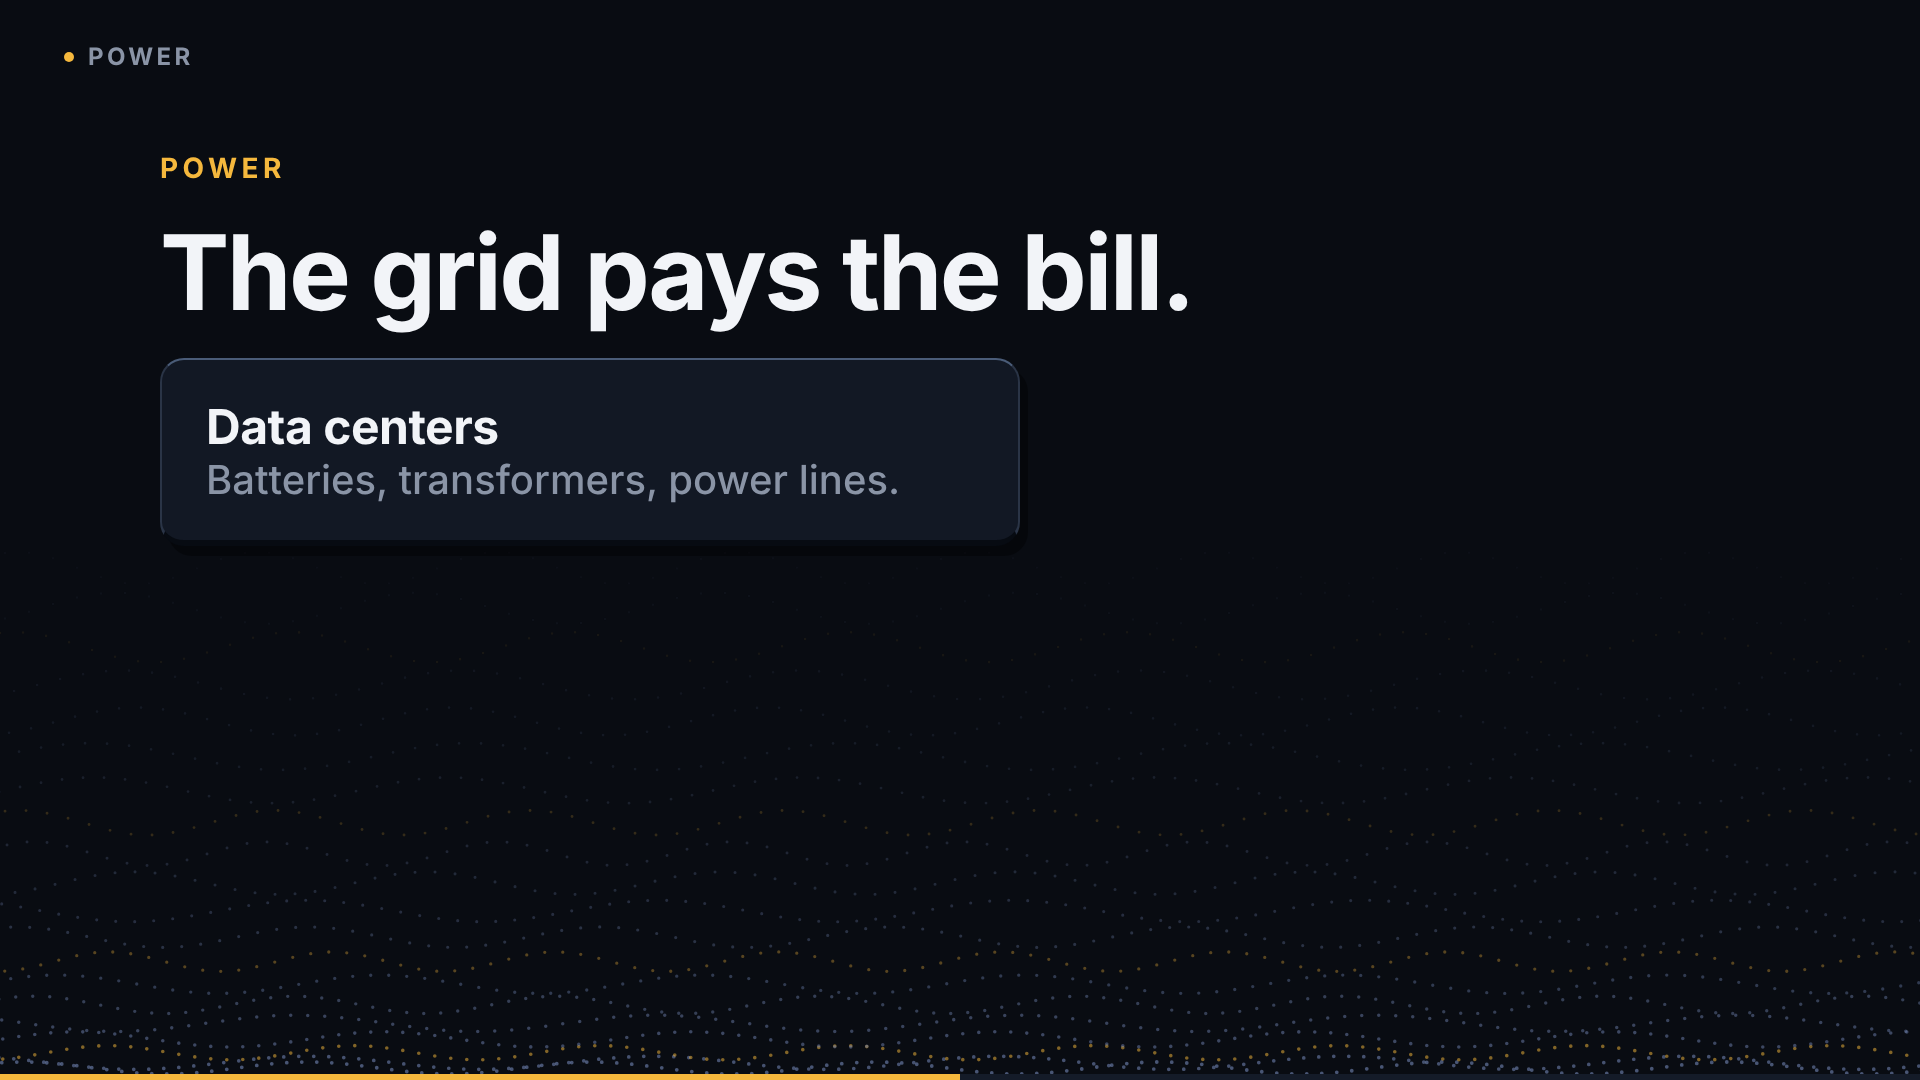 POWER
POWER
The grid pays the bill.
Data centers
Batteries, transformers, power lines.